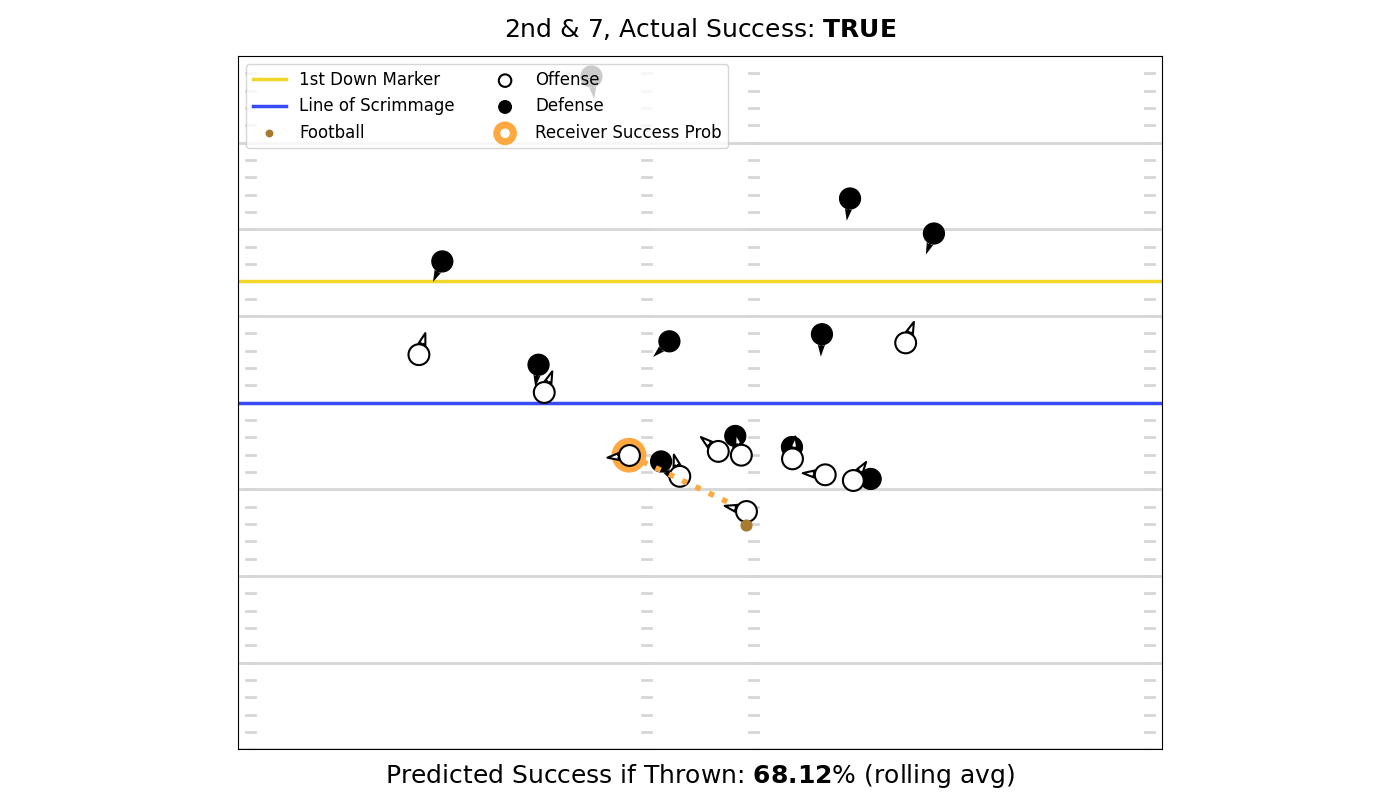 2nd & 7, Actual Success: TRUE
1st Down Marker
Line of Scrimmage
Football
Offense
Defense
Receiver Success Prob
Predicted Success if Thrown: 68.12% (rolling avg)